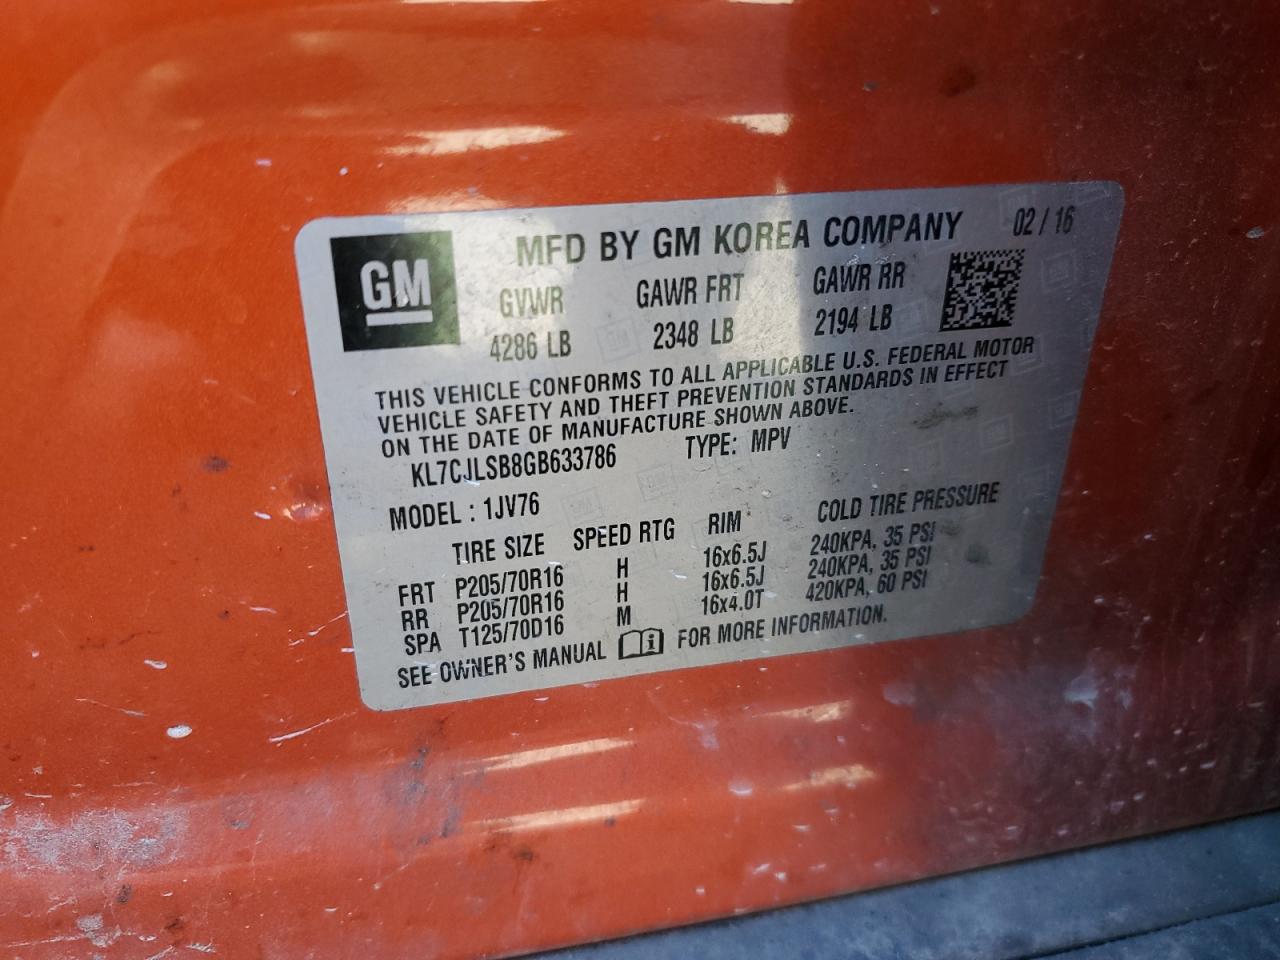 GM
MFD BY GM KOREA COMPANY 02 / 16
GVWR GAWR FRT GAWR RR
4286 LB 2348 LB 2194 LB
THIS VEHICLE CONFORMS TO ALL APPLICABLE U.S. FEDERAL MOTOR
VEHICLE SAFETY AND THEFT PREVENTION STANDARDS IN EFFECT
ON THE DATE OF MANUFACTURE SHOWN ABOVE.
KL7CJLSB8GB633786 TYPE: MPV
MODEL : 1JV76
TIRE SIZE SPEED RTG RIM COLD TIRE PRESSURE
FRT P205/70R16 H 16x6.5J 240KPA, 35 PSI
RR P205/70R16 H 16x6.5J 240KPA, 35 PSI
SPA T125/70D16 M 16x4.0T 420KPA, 60 PSI
SEE OWNER'S MANUAL FOR MORE INFORMATION.